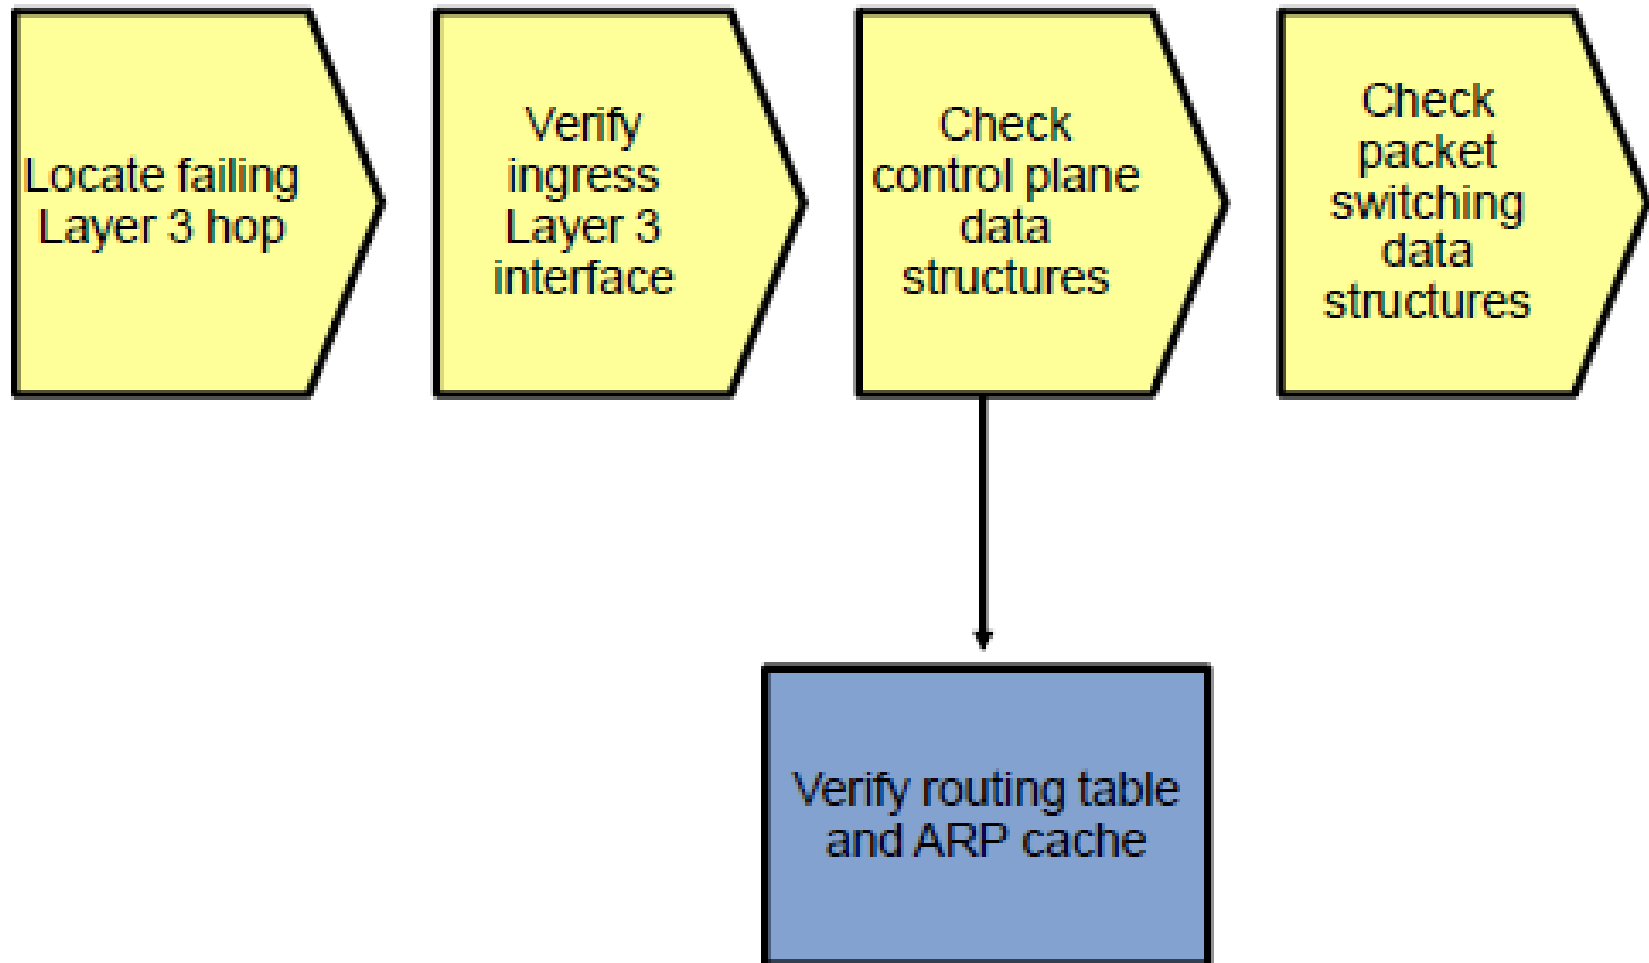 Locate failing
Layer 3 hop
Verify
ingress
Layer 3
interface
Check
control plane
data
structures
Check
packet
switching
data
structures
Verify routing table
and ARP cache